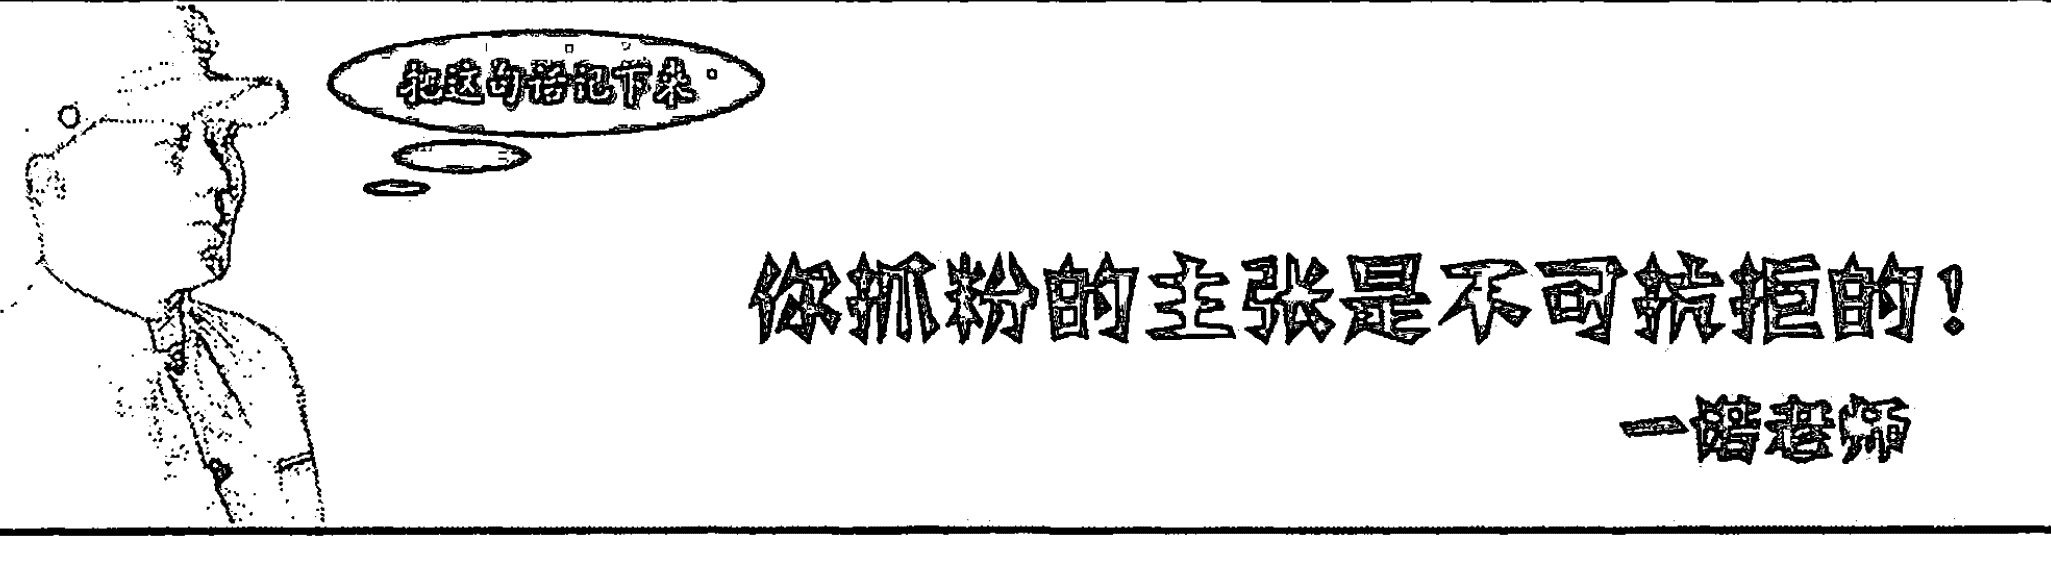 把这句话记下来。
你抓粉的主张是不可抗拒的！
一诺老师